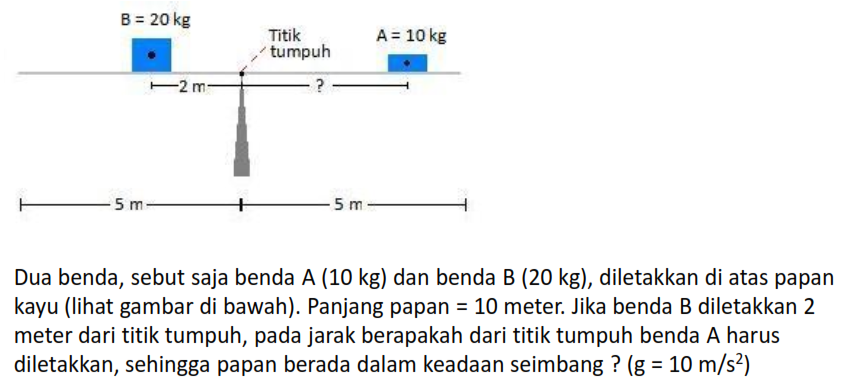 B = 20 kg
Titik
tumpuh
A = 10 kg
2 m
?
5 m
5 m
Dua benda, sebut saja benda A (10 kg) dan benda B (20 kg), diletakkan di atas papan
kayu (lihat gambar di bawah). Panjang papan = 10 meter. Jika benda B diletakkan 2
meter dari titik tumpuh, pada jarak berapakah dari titik tumpuh benda A harus
diletakkan, sehingga papan berada dalam keadaan seimbang ? (g = 10 m/s²)